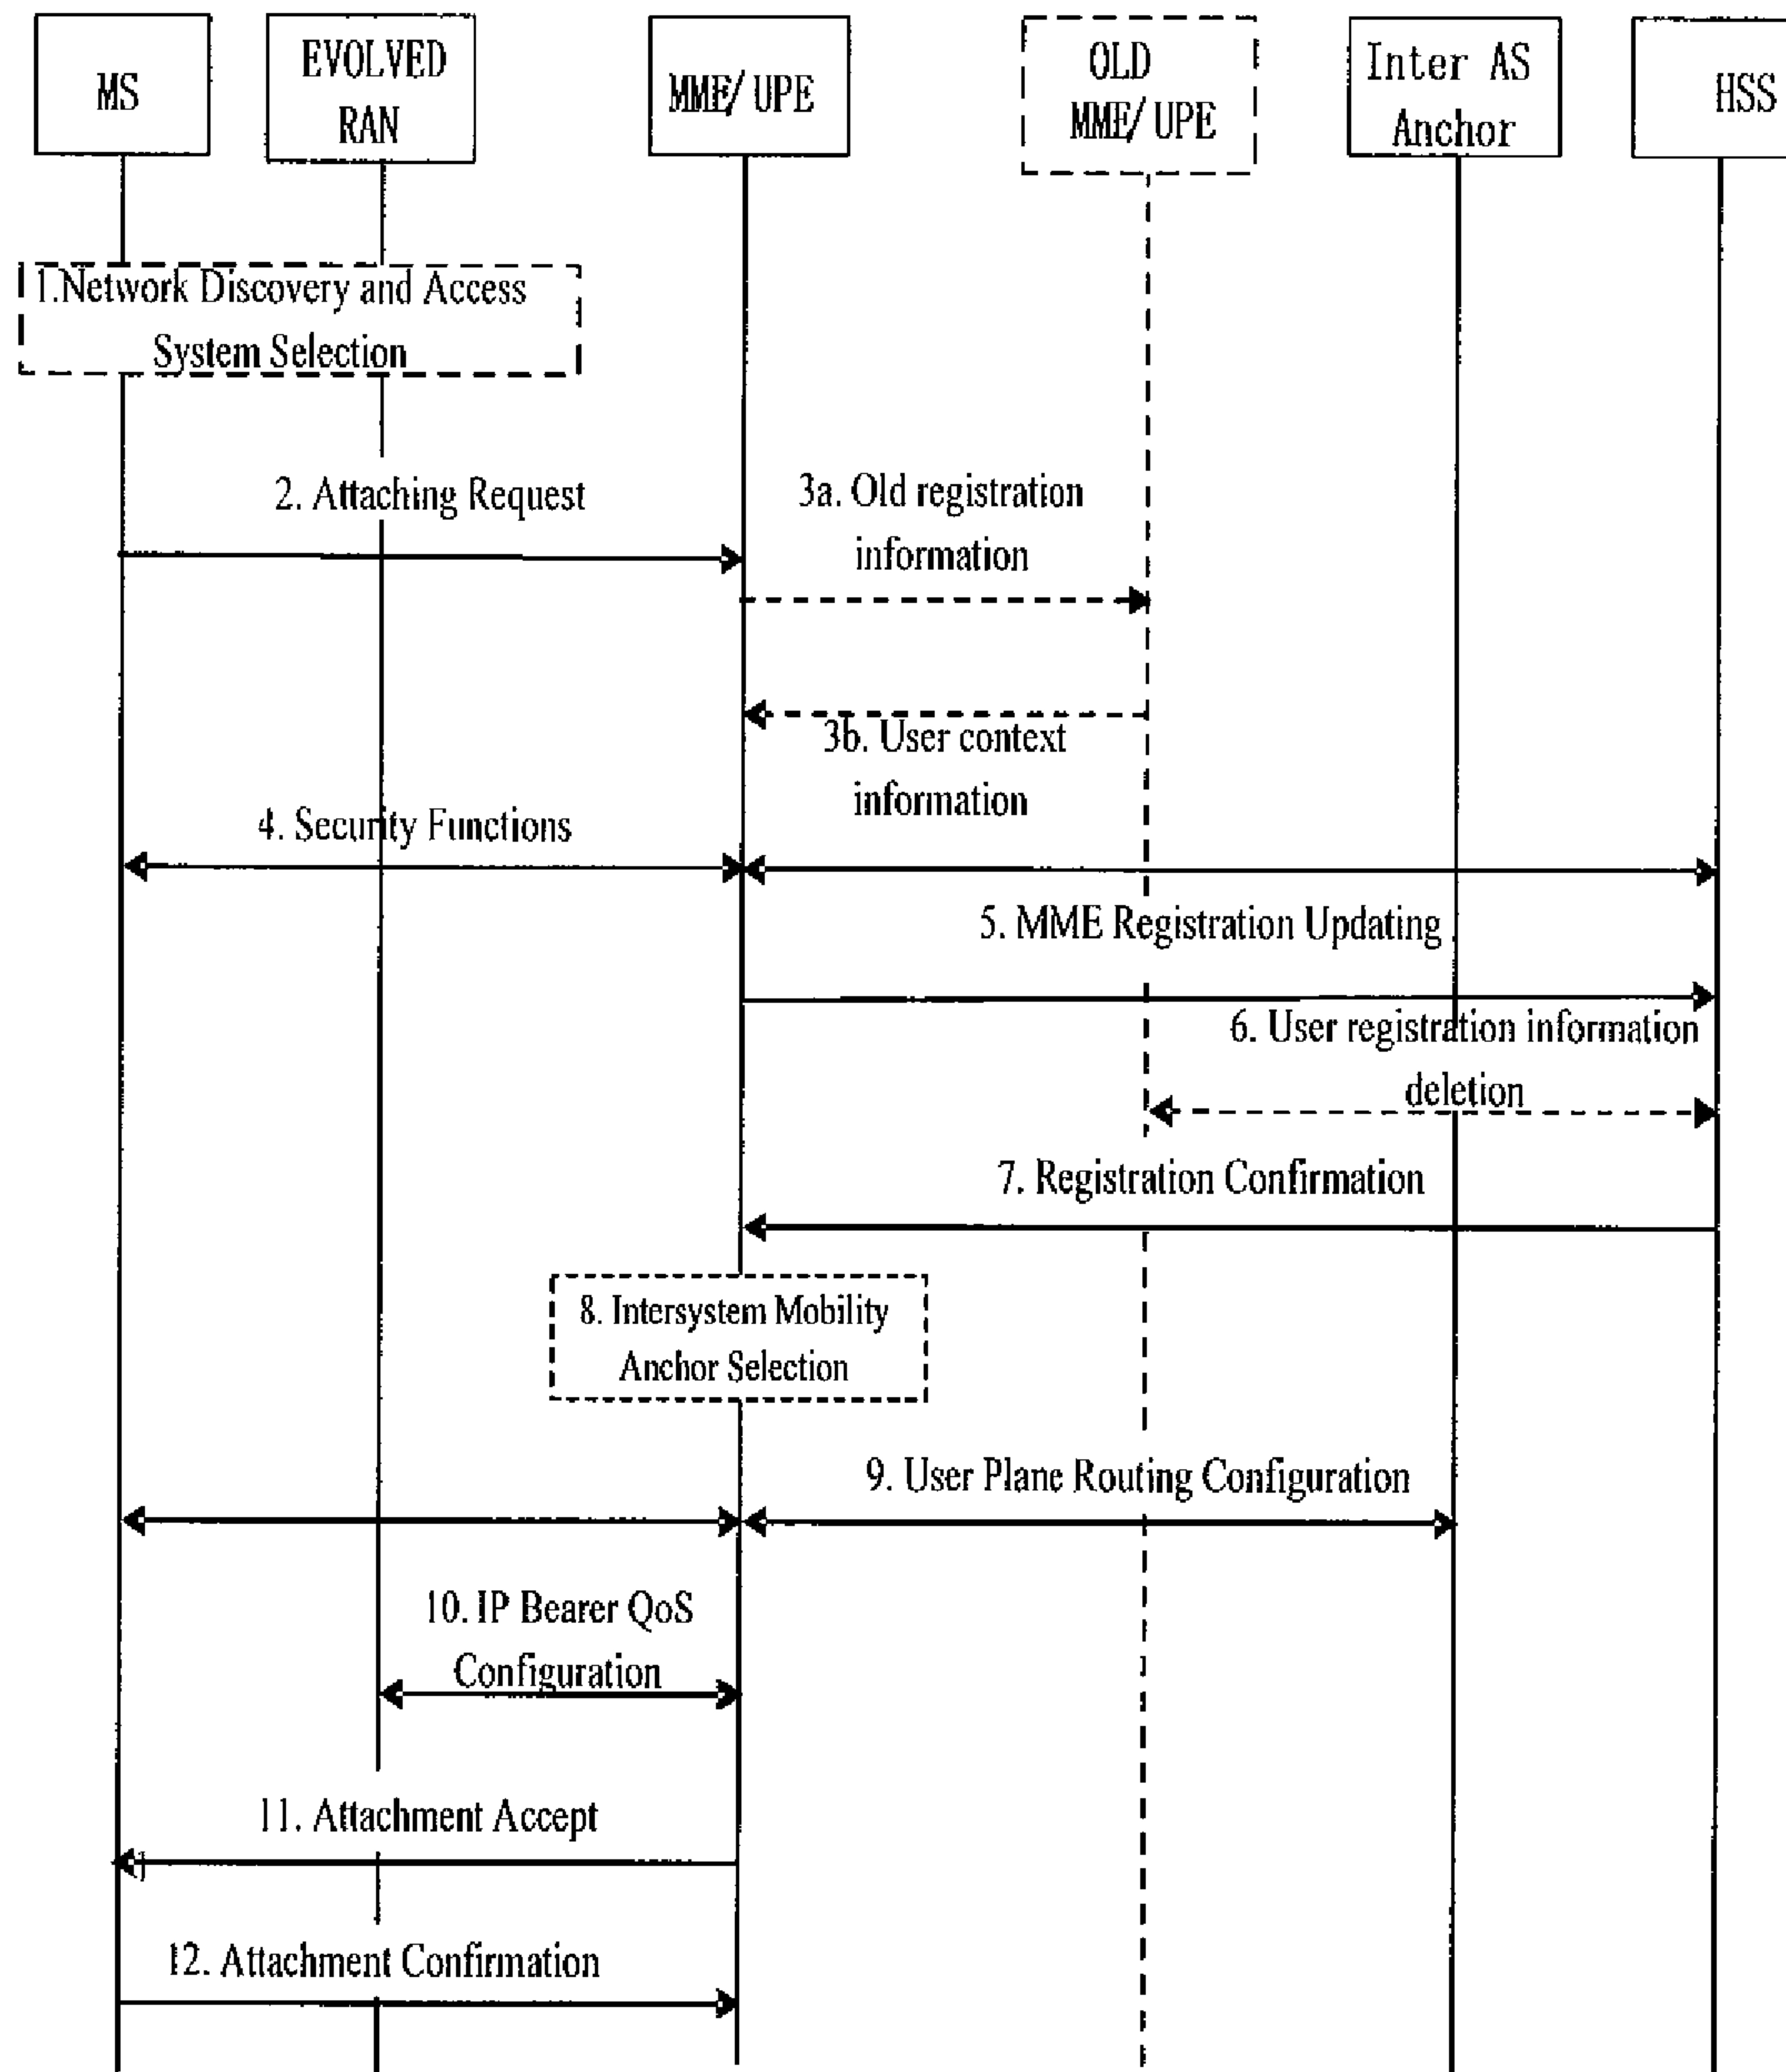 MS
EVOLVED
RAN
MME/ UPE
OLD
MME/ UPE
Inter AS
Anchor
HSS
1.Network Discovery and Access
System Selection
2. Attaching Request
3a. Old registration
information
3b. User context
information
4. Security Functions
5. MME Registration Updating
6. User registration information
deletion
7. Registration Confirmation
8. Intersystem Mobility
Anchor Selection
9. User Plane Routing Configuration
10. IP Bearer QoS
Configuration
11. Attachment Accept
12. Attachment Confirmation